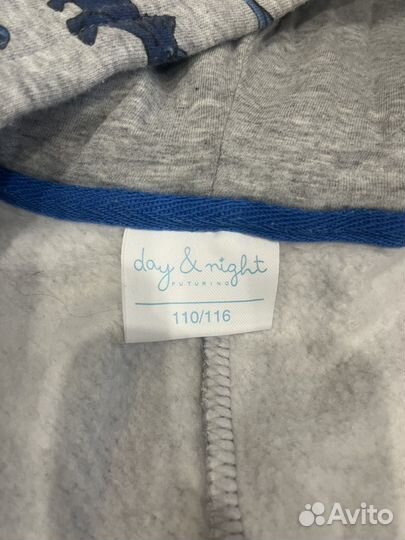 day & night
FUTURINO
110/116
Avito